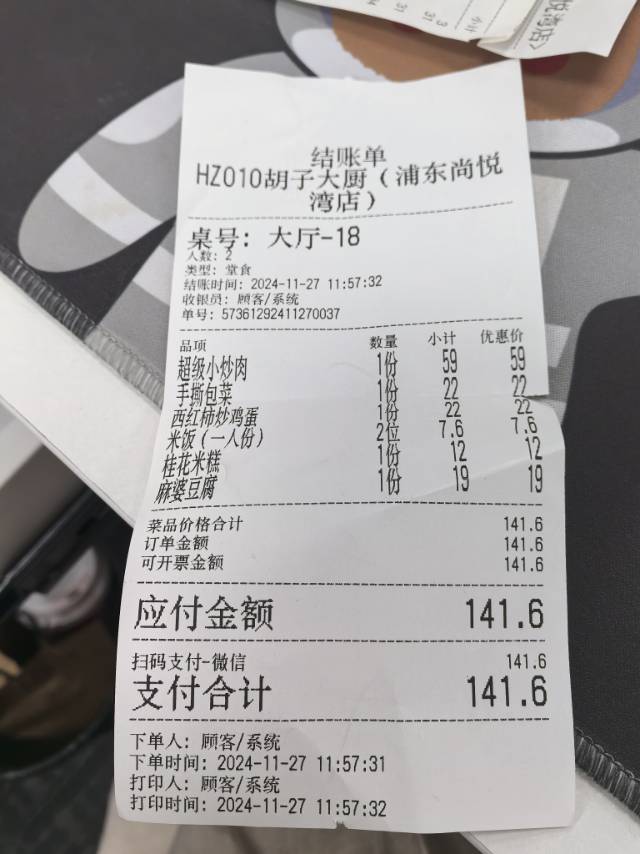 结账单
HZ010胡子大厨（浦东尚悦
湾店）
桌号：大厅-18
人数：2
类型：堂食
结账时间：2024-11-27 11:57:32
收银员：顾客/系统
单号：57361292411270037
品项 数量 小计 优惠价
超级小炒肉 1份 59 59
手撕包菜 1份 22 22
西红柿炒鸡蛋 1份 22 22
米饭（一人份） 2位 7.6 7.6
桂花米糕 1份 12 12
麻婆豆腐 1份 19 19
菜品价格合计 141.6
订单金额 141.6
可开票金额 141.6
应付金额 141.6
扫码支付-微信 141.6
支付合计 141.6
下单人：顾客/系统
下单时间：2024-11-27 11:57:31
打印人：顾客/系统
打印时间：2024-11-27 11:57:32